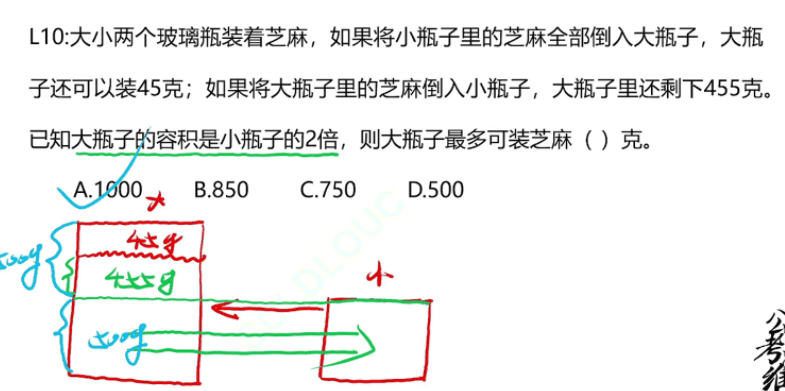 L10:大小两个玻璃瓶装着芝麻，如果将小瓶子里的芝麻全部倒入大瓶子，大瓶
子还可以装45克；如果将大瓶子里的芝麻倒入小瓶子，大瓶子里还剩下455克。
已知大瓶子的容积是小瓶子的2倍，则大瓶子最多可装芝麻（ ）克。
A.1000 B.850 C.750 D.500
大
45g
500g
455g
小
500g
DLOUC
公
考